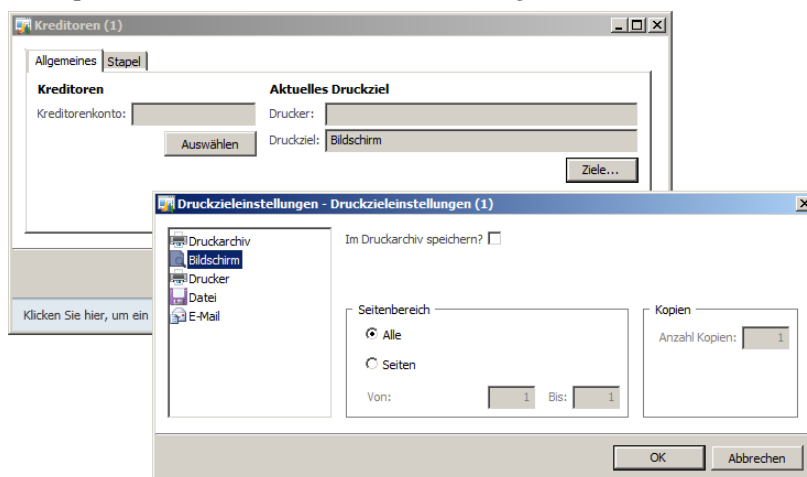 Kreditoren (1)
Allgemeines Stapel
Kreditoren Aktuelles Druckziel
Kreditorenkonto: Drucker:
Auswählen Druckziel: Bildschirm
Ziele...
Druckzieleinstellungen - Druckzieleinstellungen (1)
Druckarchiv Im Druckarchiv speichern?
Bildschirm
Drucker
Datei
E-Mail
Klicken Sie hier, um ein
Seitenbereich Kopien
Alle Anzahl Kopien: 1
Seiten
Von: 1 Bis: 1
OK Abbrechen